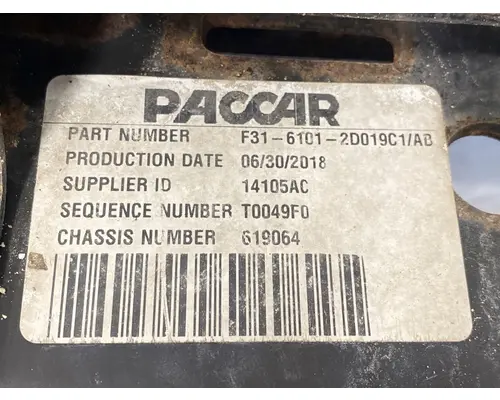 PACCAR
PART NUMBER F31-6101-2D019C1/AB
PRODUCTION DATE 06/30/2018
SUPPLIER ID 14105AC
SEQUENCE NUMBER T0049F0
CHASSIS NUMBER 619064